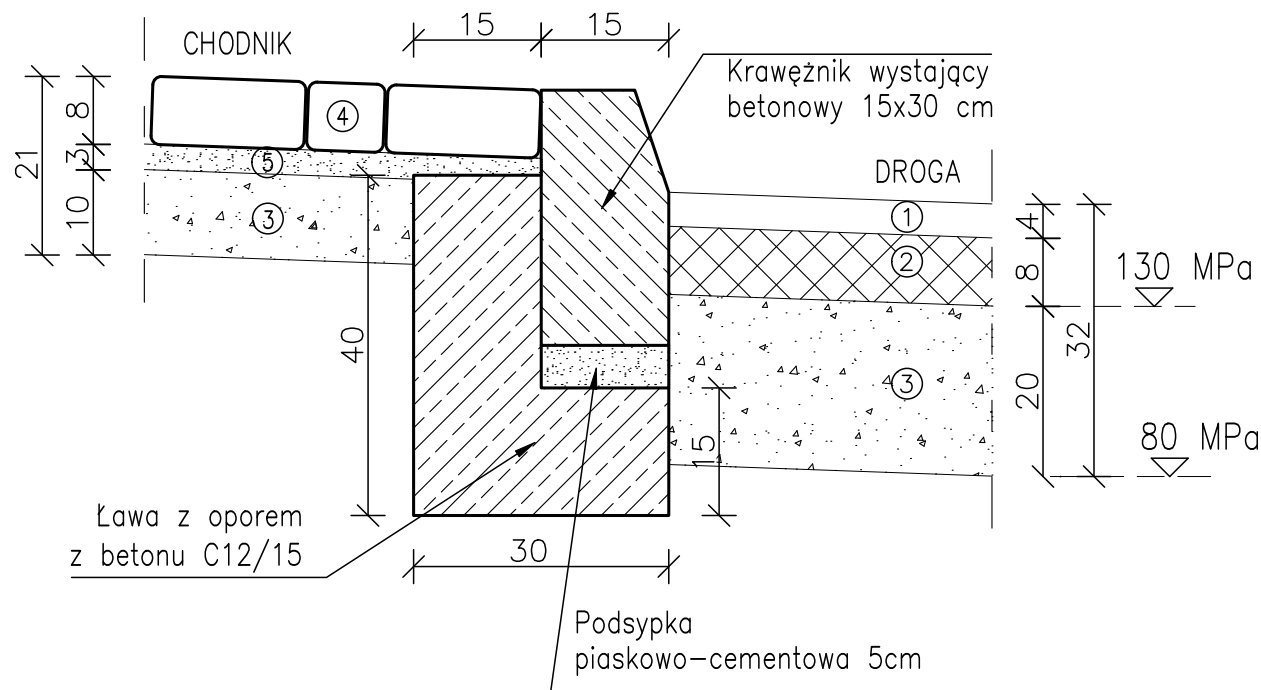 15
15
CHODNIK
Krawężnik wystający
betonowy 15x30 cm
8
4
21
3
5
DROGA
10
3
1
4
2
8
130 MPa
40
32
3
20
15
80 MPa
Ława z oporem
z betonu C12/15
30
Podsypka
piaskowo-cementowa 5cm